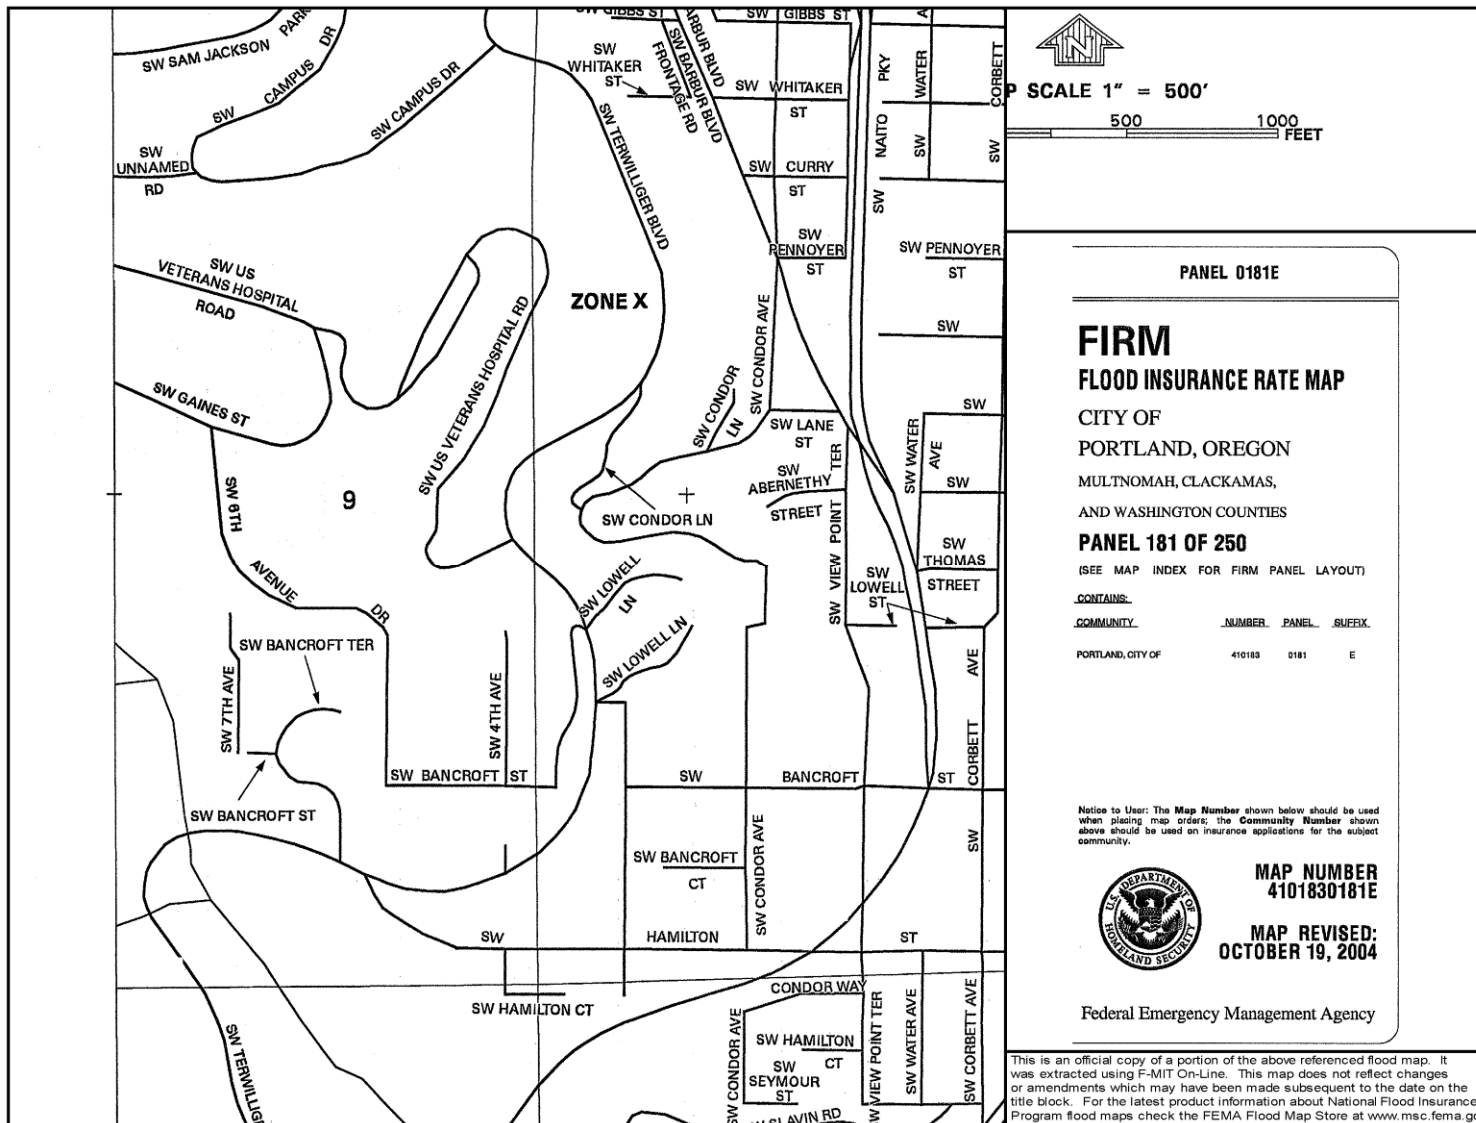 SW GIBBS ST
SW GIBBS ST
SW SAM JACKSON PARK
SW CAMPUS DR
SW CAMPUS DR
SW
WHITAKER
ST
FRONTAGE RD
SW BARBUR BLVD
SW WHITAKER
ST
NAITO PKY
SW
SW WATER
SW CORBETT
SW
UNNAMED
RD
SW TERWILLIGER BLVD
SW CURRY
ST
SW
PENNOYER
ST
SW PENNOYER
ST
SW US
VETERANS HOSPITAL
ROAD
ZONE X
SW US VETERANS HOSPITAL RD
SW CONDOR AVE
SW
SW GAINES ST
SW CONDOR
LN
SW LANE
ST
SW
SW WATER
AVE
SW
ABERNETHY
STREET
SW
9
SW CONDOR LN
SW 6TH
AVENUE
DR
SW VIEW POINT TER
SW
THOMAS
STREET
SW
LOWELL
ST
SW LOWELL
LN
SW LOWELL LN
SW BANCROFT TER
SW 7TH AVE
SW 4TH AVE
SW CORBETT AVE
SW BANCROFT ST
SW BANCROFT ST
SW BANCROFT ST
SW BANCROFT
CT
SW CONDOR AVE
SW HAMILTON ST
SW HAMILTON CT
CONDOR WAY
SW CONDOR AVE
SW HAMILTON
CT
SW
SEYMOUR
ST
VIEW POINT TER
SW WATER AVE
SW CORBETT AVE
SLAVIN RD
N
SCALE 1" = 500'
500 1000
FEET
PANEL 0181E
FIRM
FLOOD INSURANCE RATE MAP
CITY OF
PORTLAND, OREGON
MULTNOMAH, CLACKAMAS,
AND WASHINGTON COUNTIES
PANEL 181 OF 250
(SEE MAP INDEX FOR FIRM PANEL LAYOUT)
CONTAINS:
COMMUNITY NUMBER PANEL SUFFIX
PORTLAND, CITY OF 410183 0181 E
Notice to User: The Map Number shown below should be used
when placing map orders; the Community Number shown
above should be used on insurance applications for the subject
community.
U.S. DEPARTMENT OF
HOMELAND SECURITY
MAP NUMBER
4101830181E
MAP REVISED:
OCTOBER 19, 2004
Federal Emergency Management Agency
This is an official copy of a portion of the above referenced flood map. It
was extracted using F-MIT On-Line. This map does not reflect changes
or amendments which may have been made subsequent to the date on the
title block. For the latest product information about National Flood Insurance
Program flood maps check the FEMA Flood Map Store at www.msc.fema.go